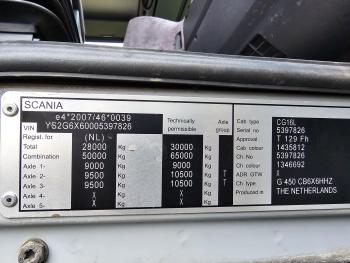 SCANIA
e4*2007/46*0039
VIN YS2G6X60005397826
Regist. for (NL) Technically permissible Axle group
Total 28000 Kg 30000 Kg
Combination 50000 Kg 65000 Kg
Axle 1- 9000 Kg 9000 Kg
Axle 2- 9500 Kg 10500 Kg T
Axle 3- 9500 Kg 10500 Kg T
Axle 4- X Kg X Kg
Axle 5- X Kg X Kg
Cab type CG16L
Serial no 5397826
Approval no T 129 Fh
Cab colour 1435812
Ch. No 5397826
Ch. colour 1346692
ADR GTW X
Ch type G 450 CB6X6HHZ
Produced in THE NETHERLANDS